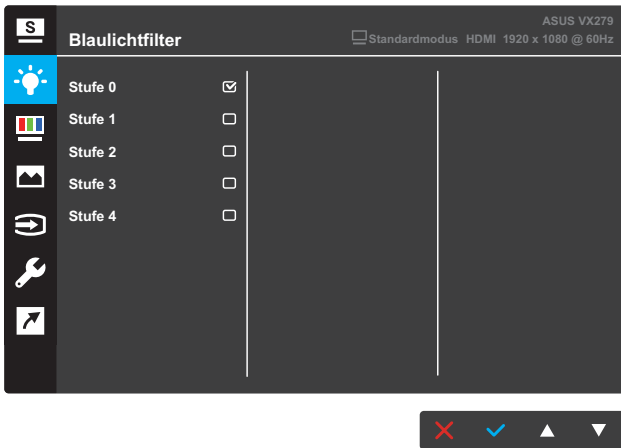 S
ASUS VX279
Blaulichtfilter
Standardmodus HDMI 1920 x 1080 @ 60Hz
Stufe 0
Stufe 1
Stufe 2
Stufe 3
Stufe 4